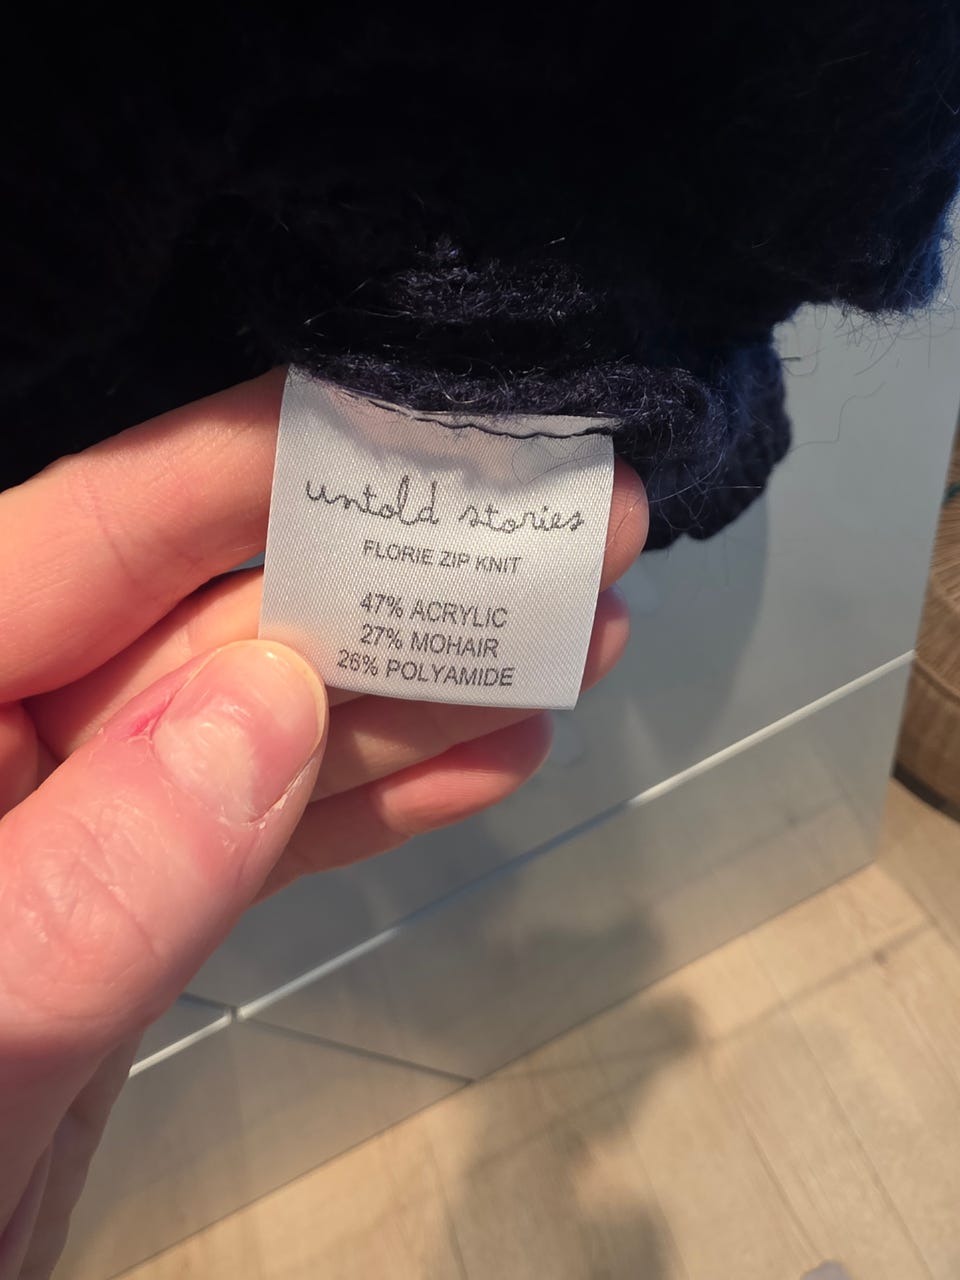 untold stories
FLORIE ZIP KNIT
47% ACRYLIC
27% MOHAIR
26% POLYAMIDE